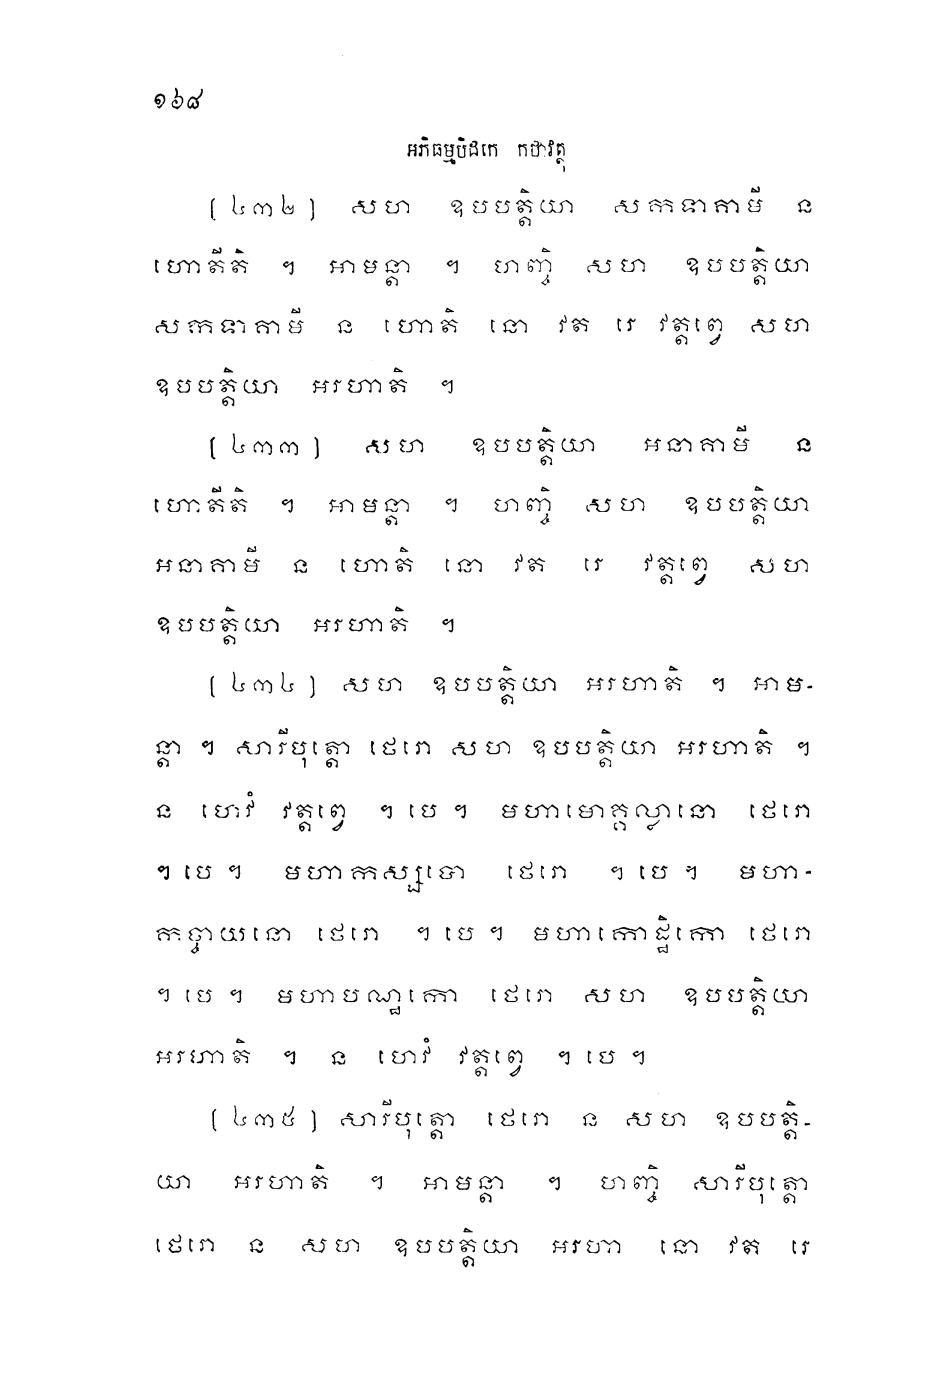 ១៦៨
អភិធម្មបិដកេ កថាវត្ថុ
[ ៤៣២ ] សហ ឧបបត្តិយា សកទាគាមី ន
ហោតីតិ ។ អាមន្តា ។ ហញ្ចិ សហ ឧបបត្តិយា
សកទាគាមី ន ហោតិ នោ វត រេ វត្តព្វេ សហ
ឧបបត្តិយា អរហាតិ ។
[ ៤៣៣ ] សហ ឧបបត្តិយា អនាគាមី ន
ហោតីតិ ។ អាមន្តា ។ ហញ្ចិ សហ ឧបបត្តិយា
អនាគាមី ន ហោតិ នោ វត រេ វត្តព្វេ សហ
ឧបបត្តិយា អរហាតិ ។
[ ៤៣៤ ] សហ ឧបបត្តិយា អរហាតិ ។ អាម-
ន្តា ។ សារីបុត្តោ ថេរោ សហ ឧបបត្តិយា អរហាតិ ។
ន ហេវំ វត្តព្វេ ។ បេ ។ មហាមោគ្គល្លានោ ថេរោ
។ បេ ។ មហាកស្សបោ ថេរោ ។ បេ ។ មហា-
កច្ចាយនោ ថេរោ ។ បេ ។ មហាកោដ្ឋិកោ ថេរោ
។ បេ ។ មហាបណ្ឋកោ ថេរោ សហ ឧបបត្តិយា
អរហាតិ ។ ន ហេវំ វត្តព្វេ ។ បេ ។
[ ៤៣៥ ] សារីបុត្តោ ថេរោ ន សហ ឧបបត្តិ-
យា អរហាតិ ។ អាមន្តា ។ ហញ្ចិ សារីបុត្តោ
ថេរោ ន សហ ឧបបត្តិយា អរហា នោ វត រេ